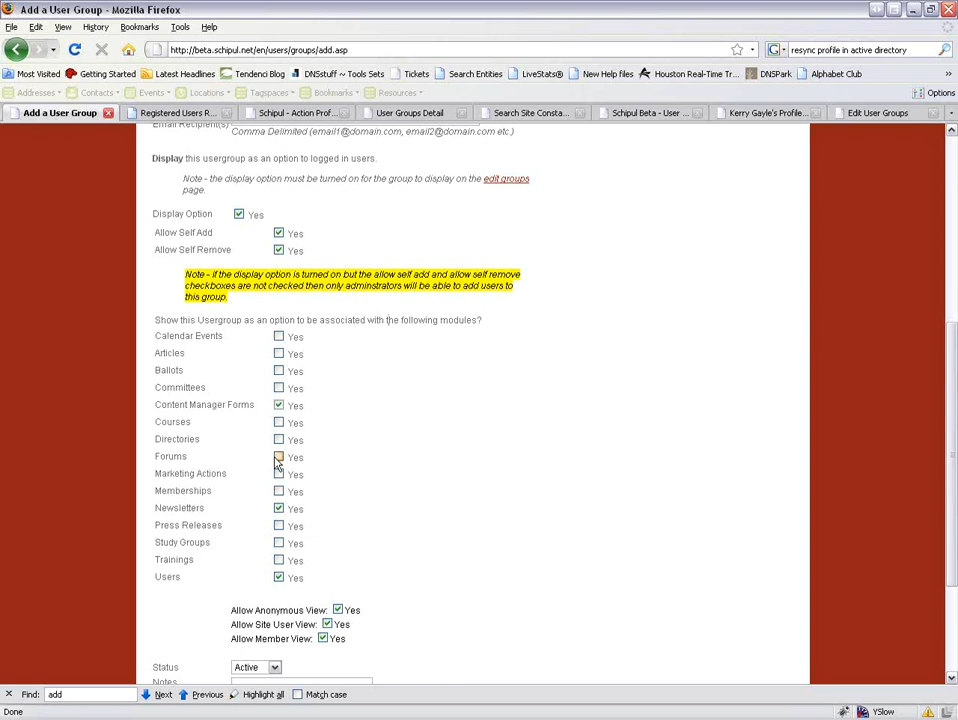 Add a User Group - Mozilla Firefox
File Edit View History Bookmarks Tools Help
http://beta.schipul.net/en/users/groups/add.asp
resync profile in active directory
Most Visited Getting Started Latest Headlines Tendenci Blog DNSstuff ~ Tools Sets Tickets Search Entities LiveStats® New Help files Houston Real-Time Tr... DNSPark Alphabet Club »
Addresses Contacts Events Locations Tagspaces Bookmarks Resources Options
Add a User Group Registered Users R... Schipul - Action Prof... User Groups Detail Search Site Consta... Schipul Beta - User ... Kerry Gayle's Profile... Edit User Groups
Email Recipient(s)
Comma Delimited (email1@domain.com, email2@domain.com etc.)
Display this usergroup as an option to logged in users.
Note - the display option must be turned on for the group to display on the edit groups
page.
Display Option Yes
Allow Self Add Yes
Allow Self Remove Yes
Note - if the display option is turned on but the allow self add and allow self remove
checkboxes are not checked then only adminstrators will be able to add users to
this group.
Show this Usergroup as an option to be associated with the following modules?
Calendar Events Yes
Articles Yes
Ballots Yes
Committees Yes
Content Manager Forms Yes
Courses Yes
Directories Yes
Forums Yes
Marketing Actions Yes
Memberships Yes
Newsletters Yes
Press Releases Yes
Study Groups Yes
Trainings Yes
Users Yes
Allow Anonymous View: Yes
Allow Site User View: Yes
Allow Member View: Yes
Status Active
Notes
Find: add Next Previous Highlight all Match case
Done YSlow